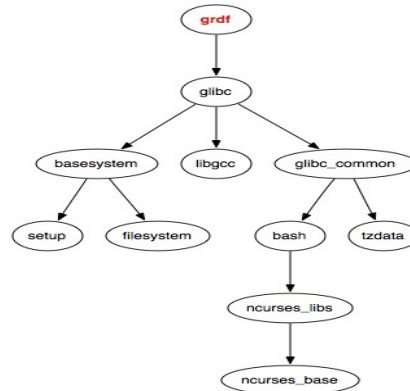 grdf
glibc
basesystem libgcc glibc_common
setup filesystem bash tzdata
ncurses_libs
ncurses_base